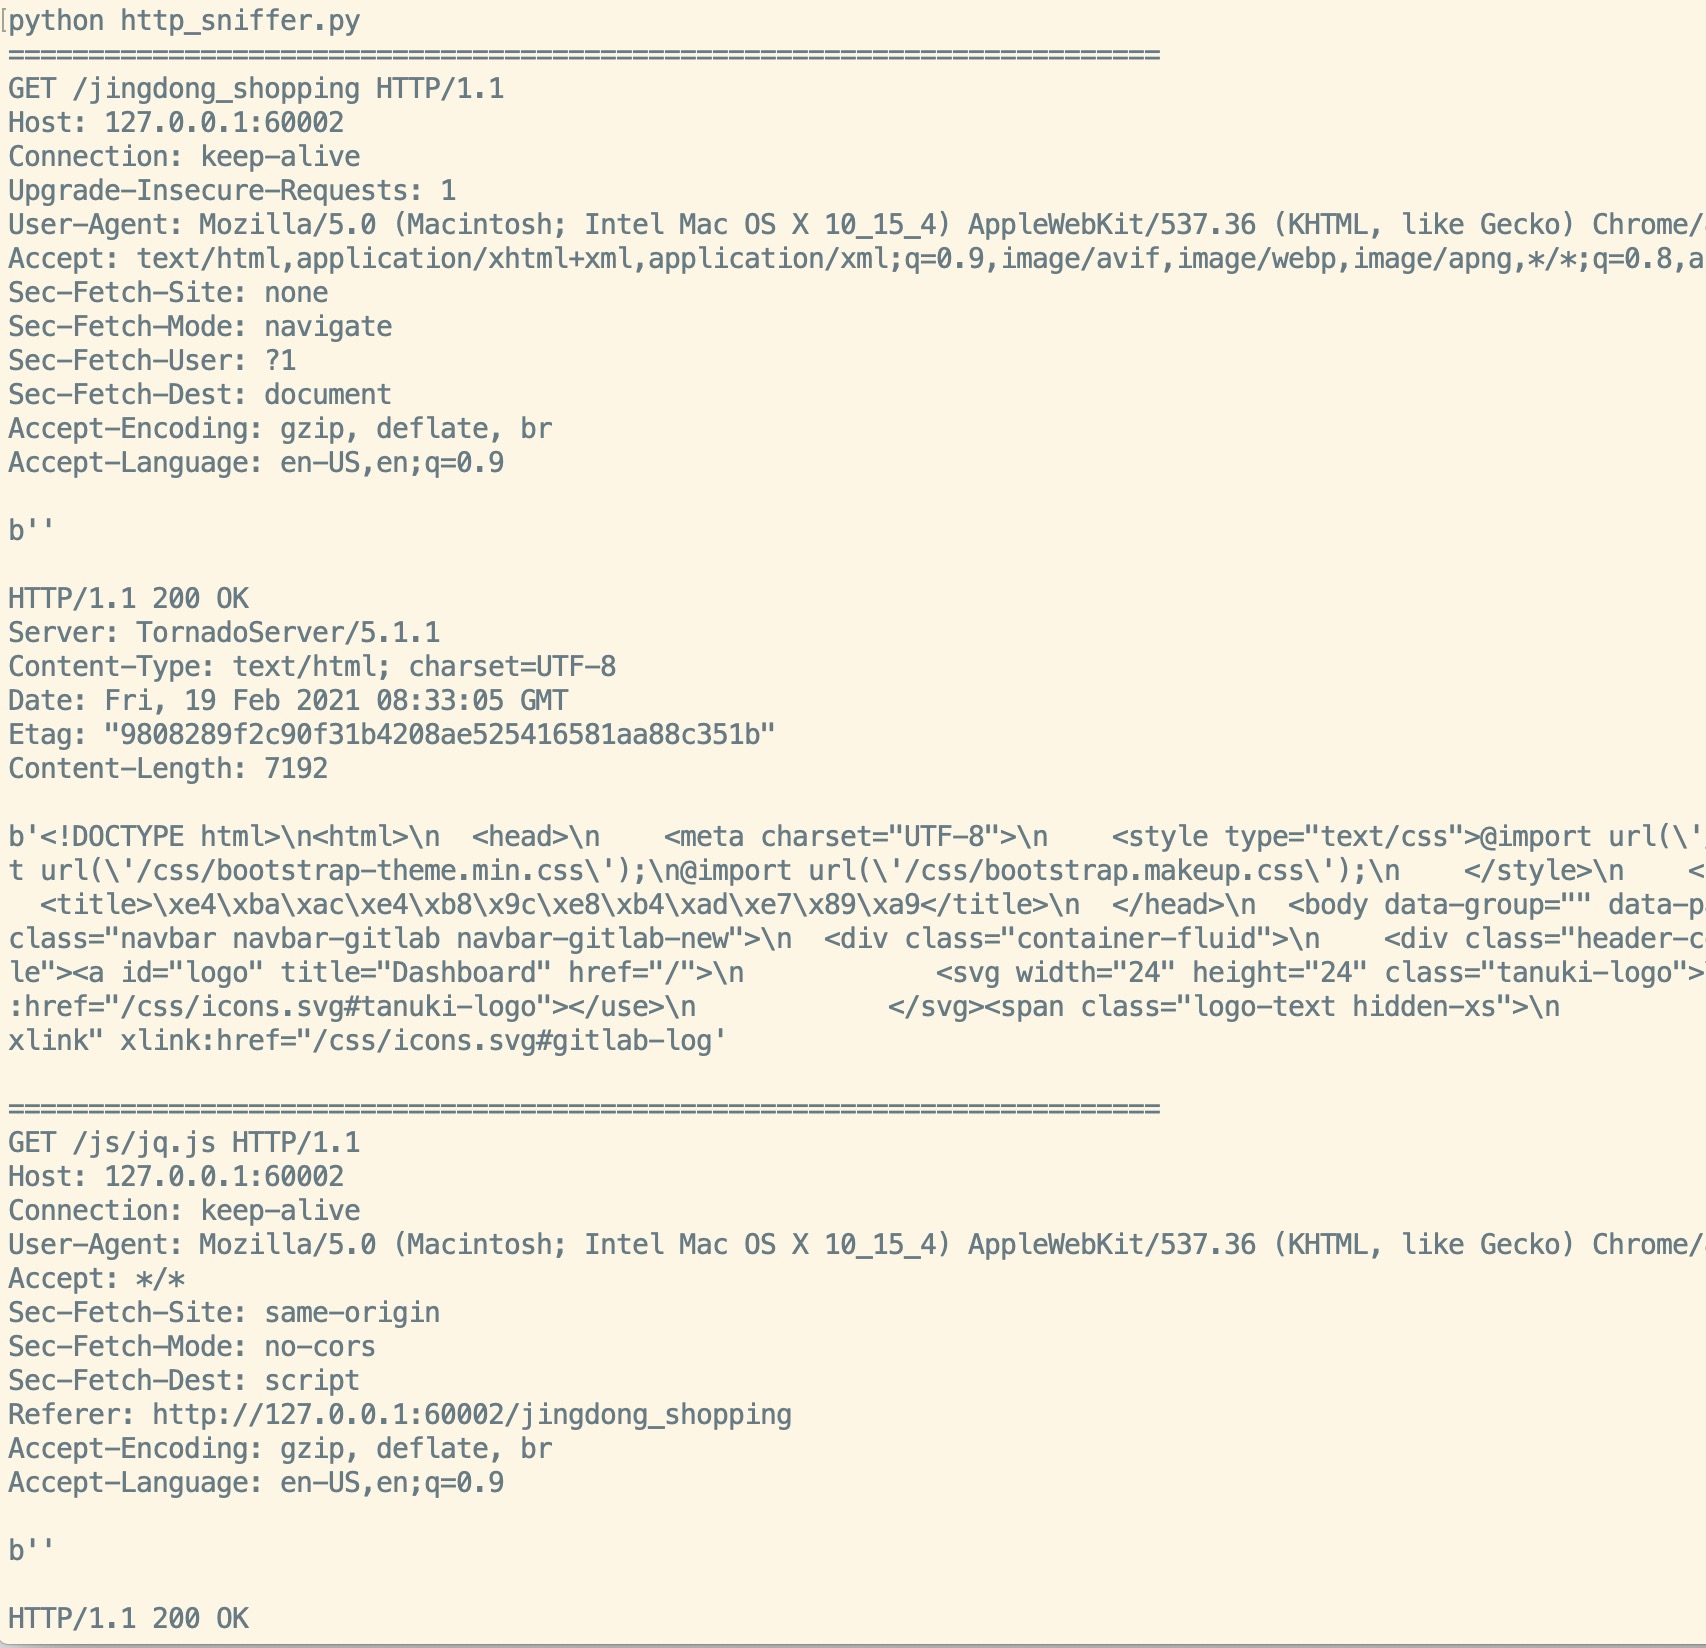 python http_sniffer.py
========================================================================
GET /jingdong_shopping HTTP/1.1
Host: 127.0.0.1:60002
Connection: keep-alive
Upgrade-Insecure-Requests: 1
User-Agent: Mozilla/5.0 (Macintosh; Intel Mac OS X 10_15_4) AppleWebKit/537.36 (KHTML, like Gecko) Chrome/
Accept: text/html,application/xhtml+xml,application/xml;q=0.9,image/avif,image/webp,image/apng,*/*;q=0.8,a
Sec-Fetch-Site: none
Sec-Fetch-Mode: navigate
Sec-Fetch-User: ?1
Sec-Fetch-Dest: document
Accept-Encoding: gzip, deflate, br
Accept-Language: en-US,en;q=0.9
b''
HTTP/1.1 200 OK
Server: TornadoServer/5.1.1
Content-Type: text/html; charset=UTF-8
Date: Fri, 19 Feb 2021 08:33:05 GMT
Etag: "9808289f2c90f31b4208ae525416581aa88c351b"
Content-Length: 7192
b'<!DOCTYPE html>\n<html>\n  <head>\n    <meta charset="UTF-8">\n    <style type="text/css">@import url(\'
t url(\'/css/bootstrap-theme.min.css\');\n@import url(\'/css/bootstrap.makeup.css\');\n    </style>\n    <
  <title>\xe4\xba\xac\xe4\xb8\x9c\xe8\xb4\xad\xe7\x89\xa9</title>\n  </head>\n  <body data-group="" data-p
class="navbar navbar-gitlab navbar-gitlab-new">\n  <div class="container-fluid">\n    <div class="header-c
le"><a id="logo" title="Dashboard" href="/">\n            <svg width="24" height="24" class="tanuki-logo">
:href="/css/icons.svg#tanuki-logo"></use>\n            </svg><span class="logo-text hidden-xs">\n
xlink" xlink:href="/css/icons.svg#gitlab-log'
========================================================================
GET /js/jq.js HTTP/1.1
Host: 127.0.0.1:60002
Connection: keep-alive
User-Agent: Mozilla/5.0 (Macintosh; Intel Mac OS X 10_15_4) AppleWebKit/537.36 (KHTML, like Gecko) Chrome/
Accept: */*
Sec-Fetch-Site: same-origin
Sec-Fetch-Mode: no-cors
Sec-Fetch-Dest: script
Referer: http://127.0.0.1:60002/jingdong_shopping
Accept-Encoding: gzip, deflate, br
Accept-Language: en-US,en;q=0.9
b''
HTTP/1.1 200 OK